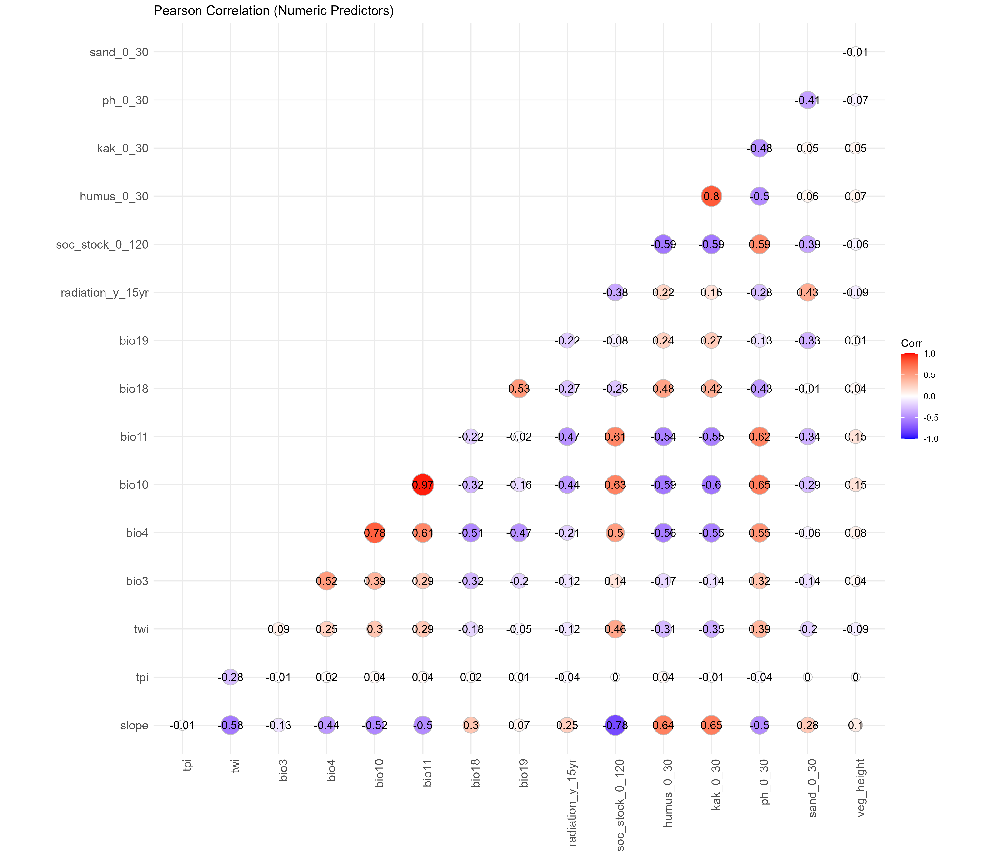 Pearson Correlation (Numeric Predictors)
sand_0_30 -0.01
ph_0_30 -0.41 -0.07
kak_0_30 -0.48 0.05 0.05
humus_0_30 0.8 -0.5 0.06 0.07
soc_stock_0_120 -0.59 -0.59 0.59 -0.39 -0.06
radiation_y_15yr -0.38 0.22 0.16 -0.28 0.43 -0.09
bio19 -0.22 -0.08 0.24 0.27 -0.13 -0.33 0.01
bio18 0.53 -0.27 -0.25 0.48 0.42 -0.43 -0.01 0.04
bio11 -0.22 -0.02 -0.47 0.61 -0.54 -0.55 0.62 -0.34 0.15
bio10 0.97 -0.32 -0.16 -0.44 0.63 -0.59 -0.6 0.65 -0.29 0.15
bio4 0.78 0.61 -0.51 -0.47 -0.21 0.5 -0.56 -0.55 0.55 -0.06 0.08
bio3 0.52 0.39 0.29 -0.32 -0.2 -0.12 0.14 -0.17 -0.14 0.32 -0.14 0.04
twi 0.09 0.25 0.3 0.29 -0.18 -0.05 -0.12 0.46 -0.31 -0.35 0.39 -0.2 -0.09
tpi -0.28 -0.01 0.02 0.04 0.04 0.02 0.01 -0.04 0 0.04 -0.01 -0.04 0 0
slope -0.01 -0.58 -0.13 -0.44 -0.52 -0.5 0.3 0.07 0.25 -0.78 0.64 0.65 -0.5 0.28 0.1
tpi twi bio3 bio4 bio10 bio11 bio18 bio19 radiation_y_15yr soc_stock_0_120 humus_0_30 kak_0_30 ph_0_30 sand_0_30 veg_height
Corr
1.0
0.5
0.0
-0.5
-1.0